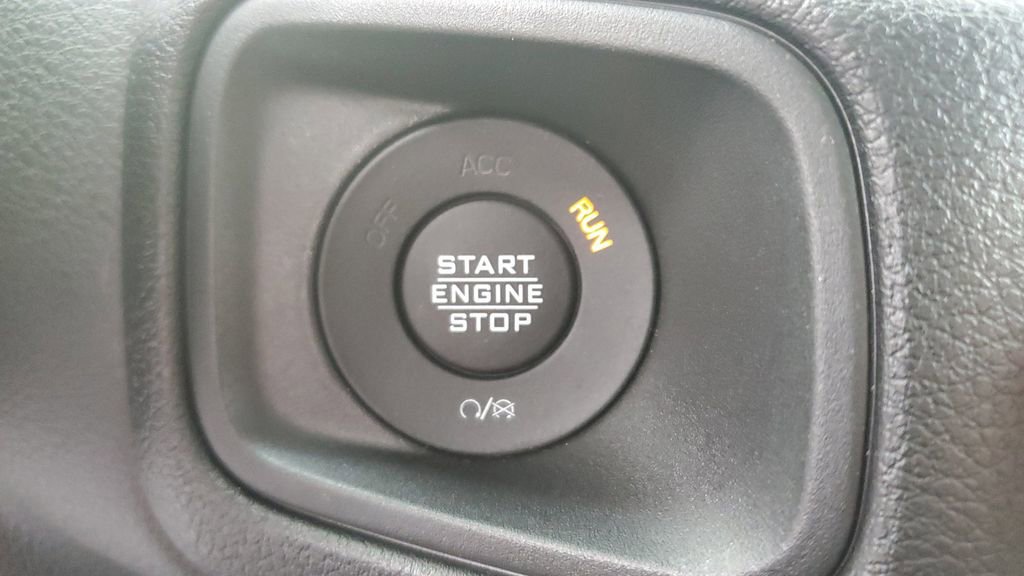 ACC
OFF
RUN
START
ENGINE
STOP